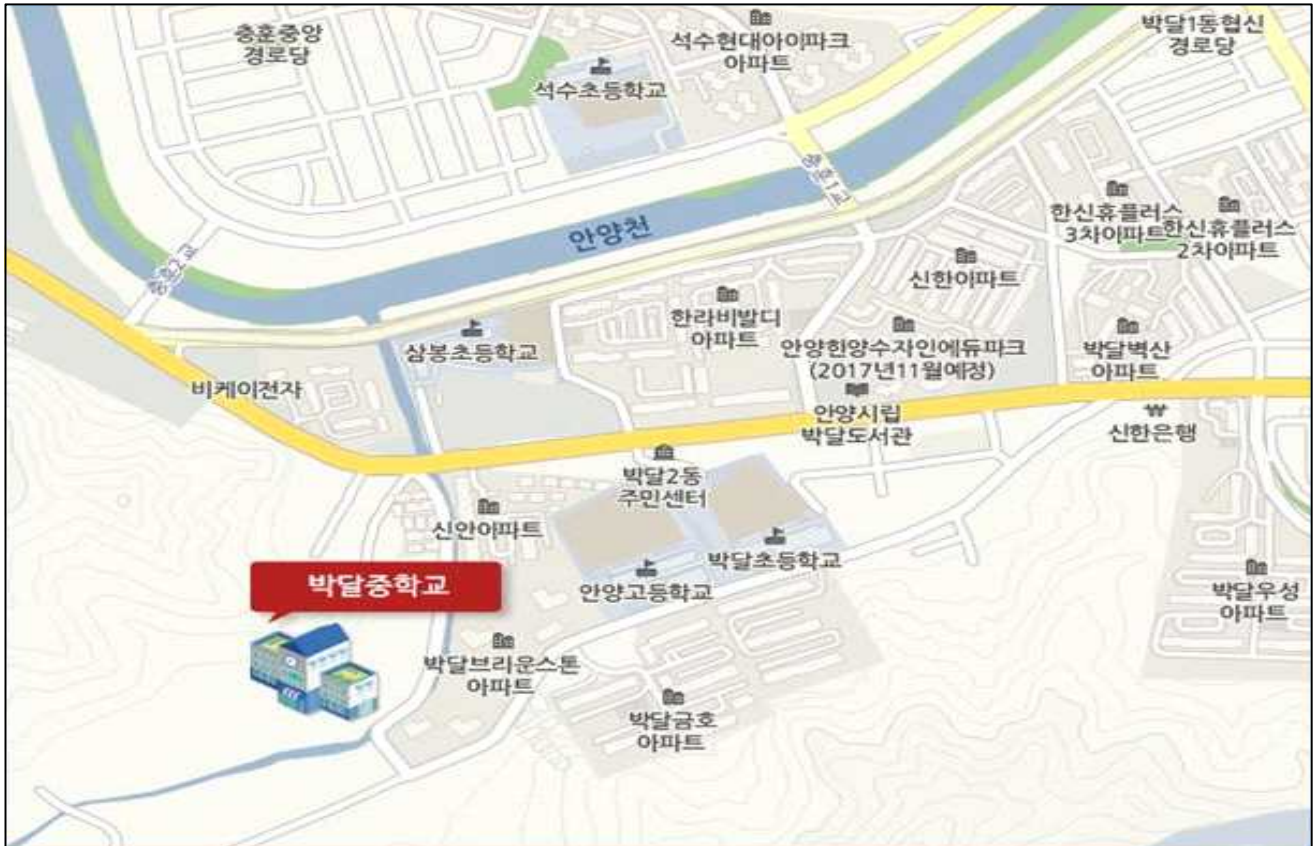 충훈중앙
경로당
석수현대아이파크
아파트
박달1동협신
경로당
석수초등학교
충훈1교
안양천
충훈2교
한신휴플러스
3차아파트
한신휴플러스
2차아파트
신한아파트
한라비발디
아파트
삼봉초등학교
안양한양수자인에듀파크
(2017년11월예정)
박달벽산
아파트
비케이전자
안양시립
박달도서관
₩
신한은행
박달2동
주민센터
신안아파트
박달초등학교
안양고등학교
박달중학교
박달우성
아파트
박달브라운스톤
아파트
박달금호
아파트